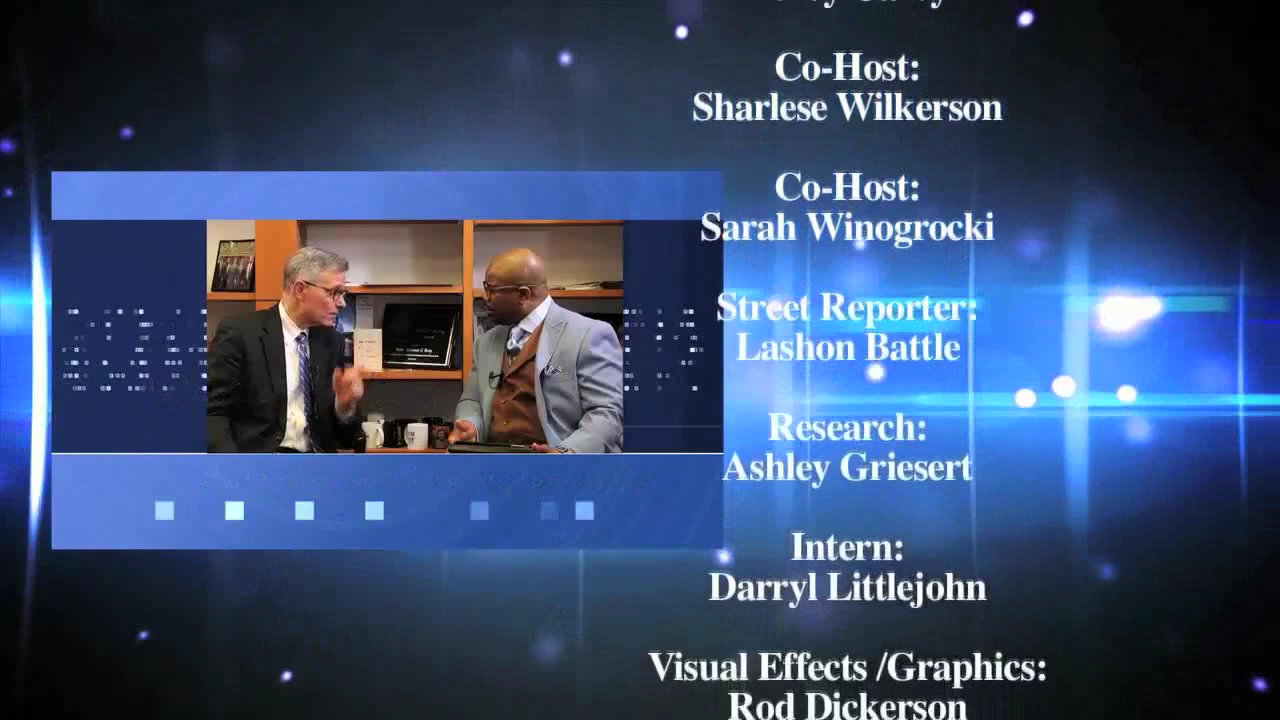 Co-Host:
Sharlese Wilkerson
Co-Host:
Sarah Winogrocki
Street Reporter:
Lashon Battle
Research:
Ashley Griesert
Intern:
Darryl Littlejohn
Visual Effects /Graphics:
Rod Dickerson